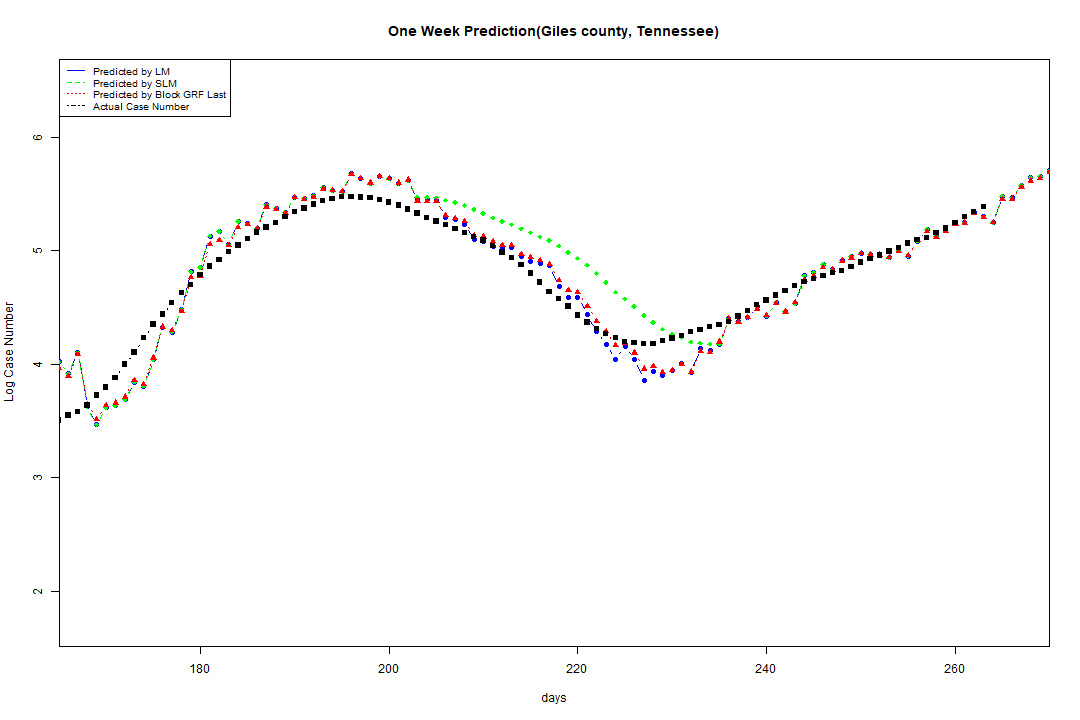 One Week Prediction(Giles county, Tennessee)
Predicted by LM
Predicted by SLM
Predicted by Block GRF Last
Actual Case Number
Log Case Number
6
5
4
3
2
180
200
220
240
260
days